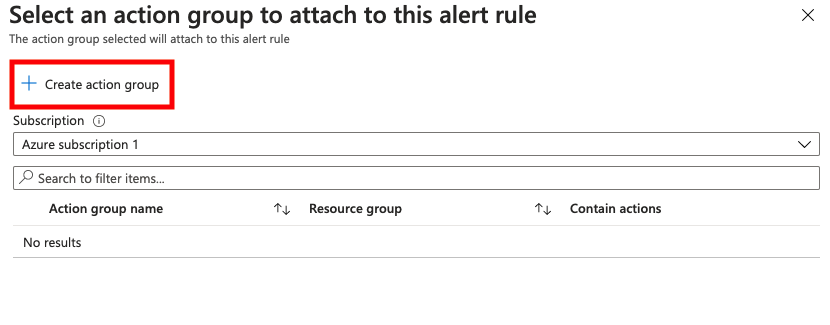 Select an action group to attach to this alert rule
The action group selected will attach to this alert rule
Create action group
Subscription
Azure subscription 1
Search to filter items...
Action group name Resource group Contain actions
No results